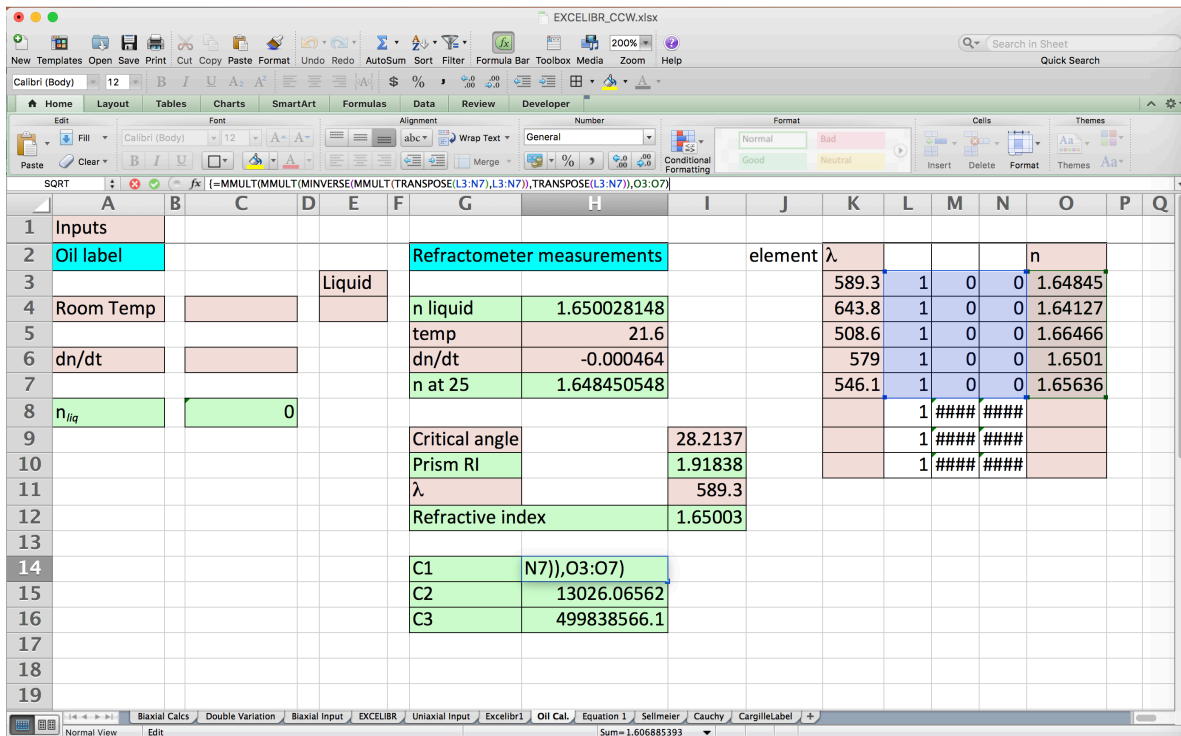 EXCELIBR_CCW.xlsx
200%
Search in Sheet
New Templates Open Save Print Cut Copy Paste Format Undo Redo AutoSum Sort Filter Formula Bar Toolbox Media Zoom Help Quick Search
Calibri (Body) 12 B I U A2 A2 $ % A
Home Layout Tables Charts SmartArt Formulas Data Review Developer
Edit Font Alignment Number Format Cells Themes
Fill Calibri (Body) 12 A A abc Wrap Text General Normal Bad Aa
Paste Clear B I U A Merge % Conditional Formatting Good Neutral Insert Delete Format Themes Aa
SQRT fx {=MMULT(MMULT(MINVERSE(MMULT(TRANSPOSE(L3:N7),L3:N7)),TRANSPOSE(L3:N7)),O3:O7)
A B C D E F G H I J K L M N O P Q
1 Inputs
2 Oil label Refractometer measurements element λ n
3 Liquid 589.3 1 0 0 1.64845
4 Room Temp n liquid 1.650028148 643.8 1 0 0 1.64127
5 temp 21.6 508.6 1 0 0 1.66466
6 dn/dt dn/dt -0.000464 579 1 0 0 1.6501
7 n at 25 1.648450548 546.1 1 0 0 1.65636
8 nliq 0 1 #### ####
9 Critical angle 28.2137 1 #### ####
10 Prism RI 1.91838 1 #### ####
11 λ 589.3
12 Refractive index 1.65003
13
14 C1 N7)),O3:O7)
15 C2 13026.06562
16 C3 499838566.1
17
18
19
Biaxial Calcs Double Variation Biaxial Input EXCELIBR Uniaxial Input Excelibr1 Oil Cal. Equation 1 Sellmeier Cauchy CargilleLabel +
Normal View Edit Sum=1.606885393